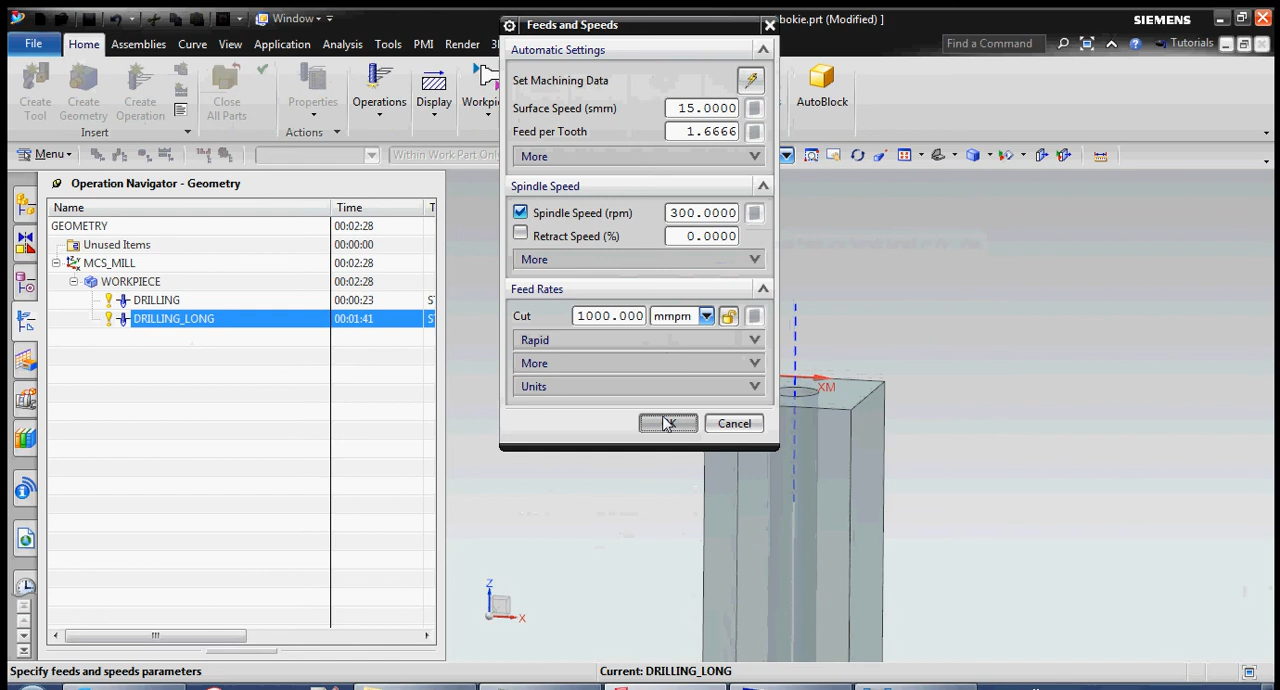 Window
Feeds and Speeds
bokie.prt (Modified) ]
SIEMENS
File
Home
Assemblies
Curve
View
Application
Analysis
Tools
PMI
Render
Find a Command
Tutorials
Create Tool
Create Geometry
Create Operation
Close All Parts
Properties
Operations
Display
Workpi
AutoBlock
Insert
Actions
Menu
Within Work Part Only
Automatic Settings
Set Machining Data
Surface Speed (smm) 15.0000
Feed per Tooth 1.6666
More
Spindle Speed
Spindle Speed (rpm) 300.0000
Retract Speed (%) 0.0000
More
Feed Rates
Cut 1000.000 mmpm
Rapid
More
Units
Cancel
Operation Navigator - Geometry
Name Time T
GEOMETRY 00:02:28
Unused Items 00:00:00
MCS_MILL 00:02:28
WORKPIECE 00:02:28
DRILLING 00:00:23 S
DRILLING_LONG 00:01:41 S
XM
Z
X
Specify feeds and speeds parameters
Current: DRILLING_LONG